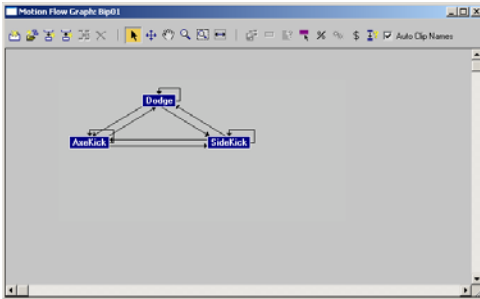 Motion Flow Graph: Bip01
Auto Clip Names
Dodge
AxeKick
SideKick